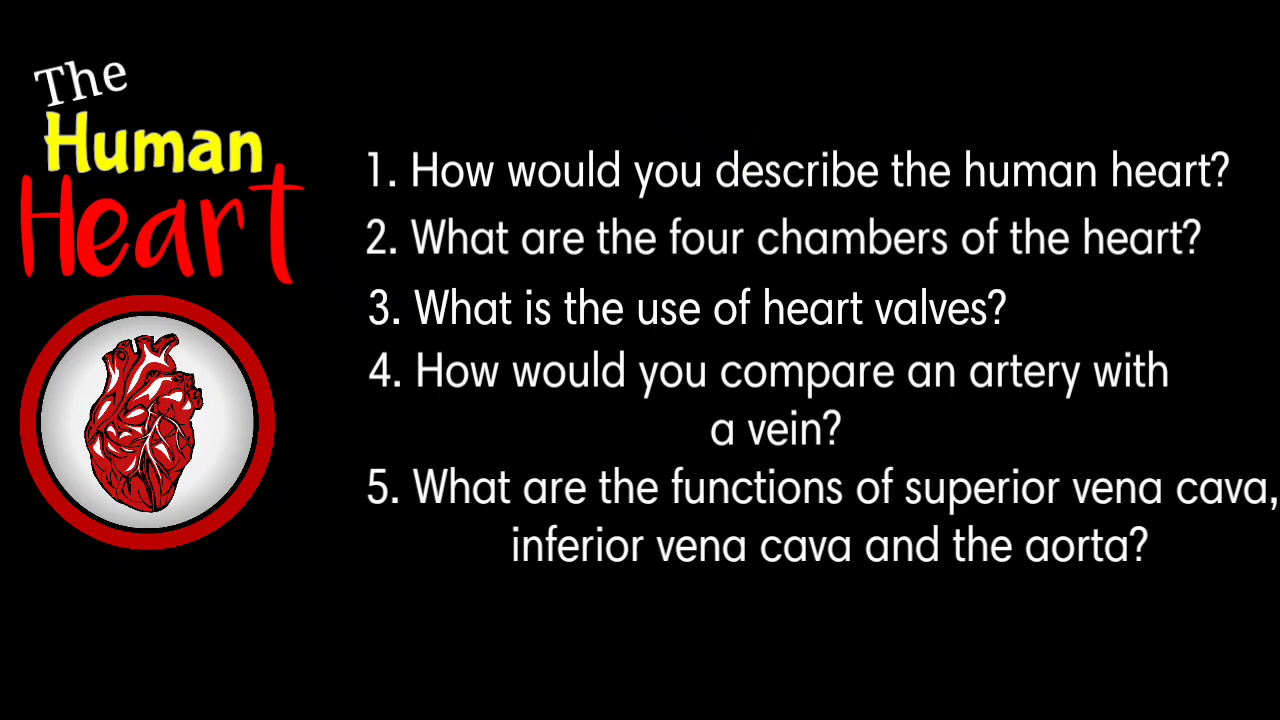 The
Human
Heart
1. How would you describe the human heart?
2. What are the four chambers of the heart?
3. What is the use of heart valves?
4. How would you compare an artery with
a vein?
5. What are the functions of superior vena cava,
inferior vena cava and the aorta?